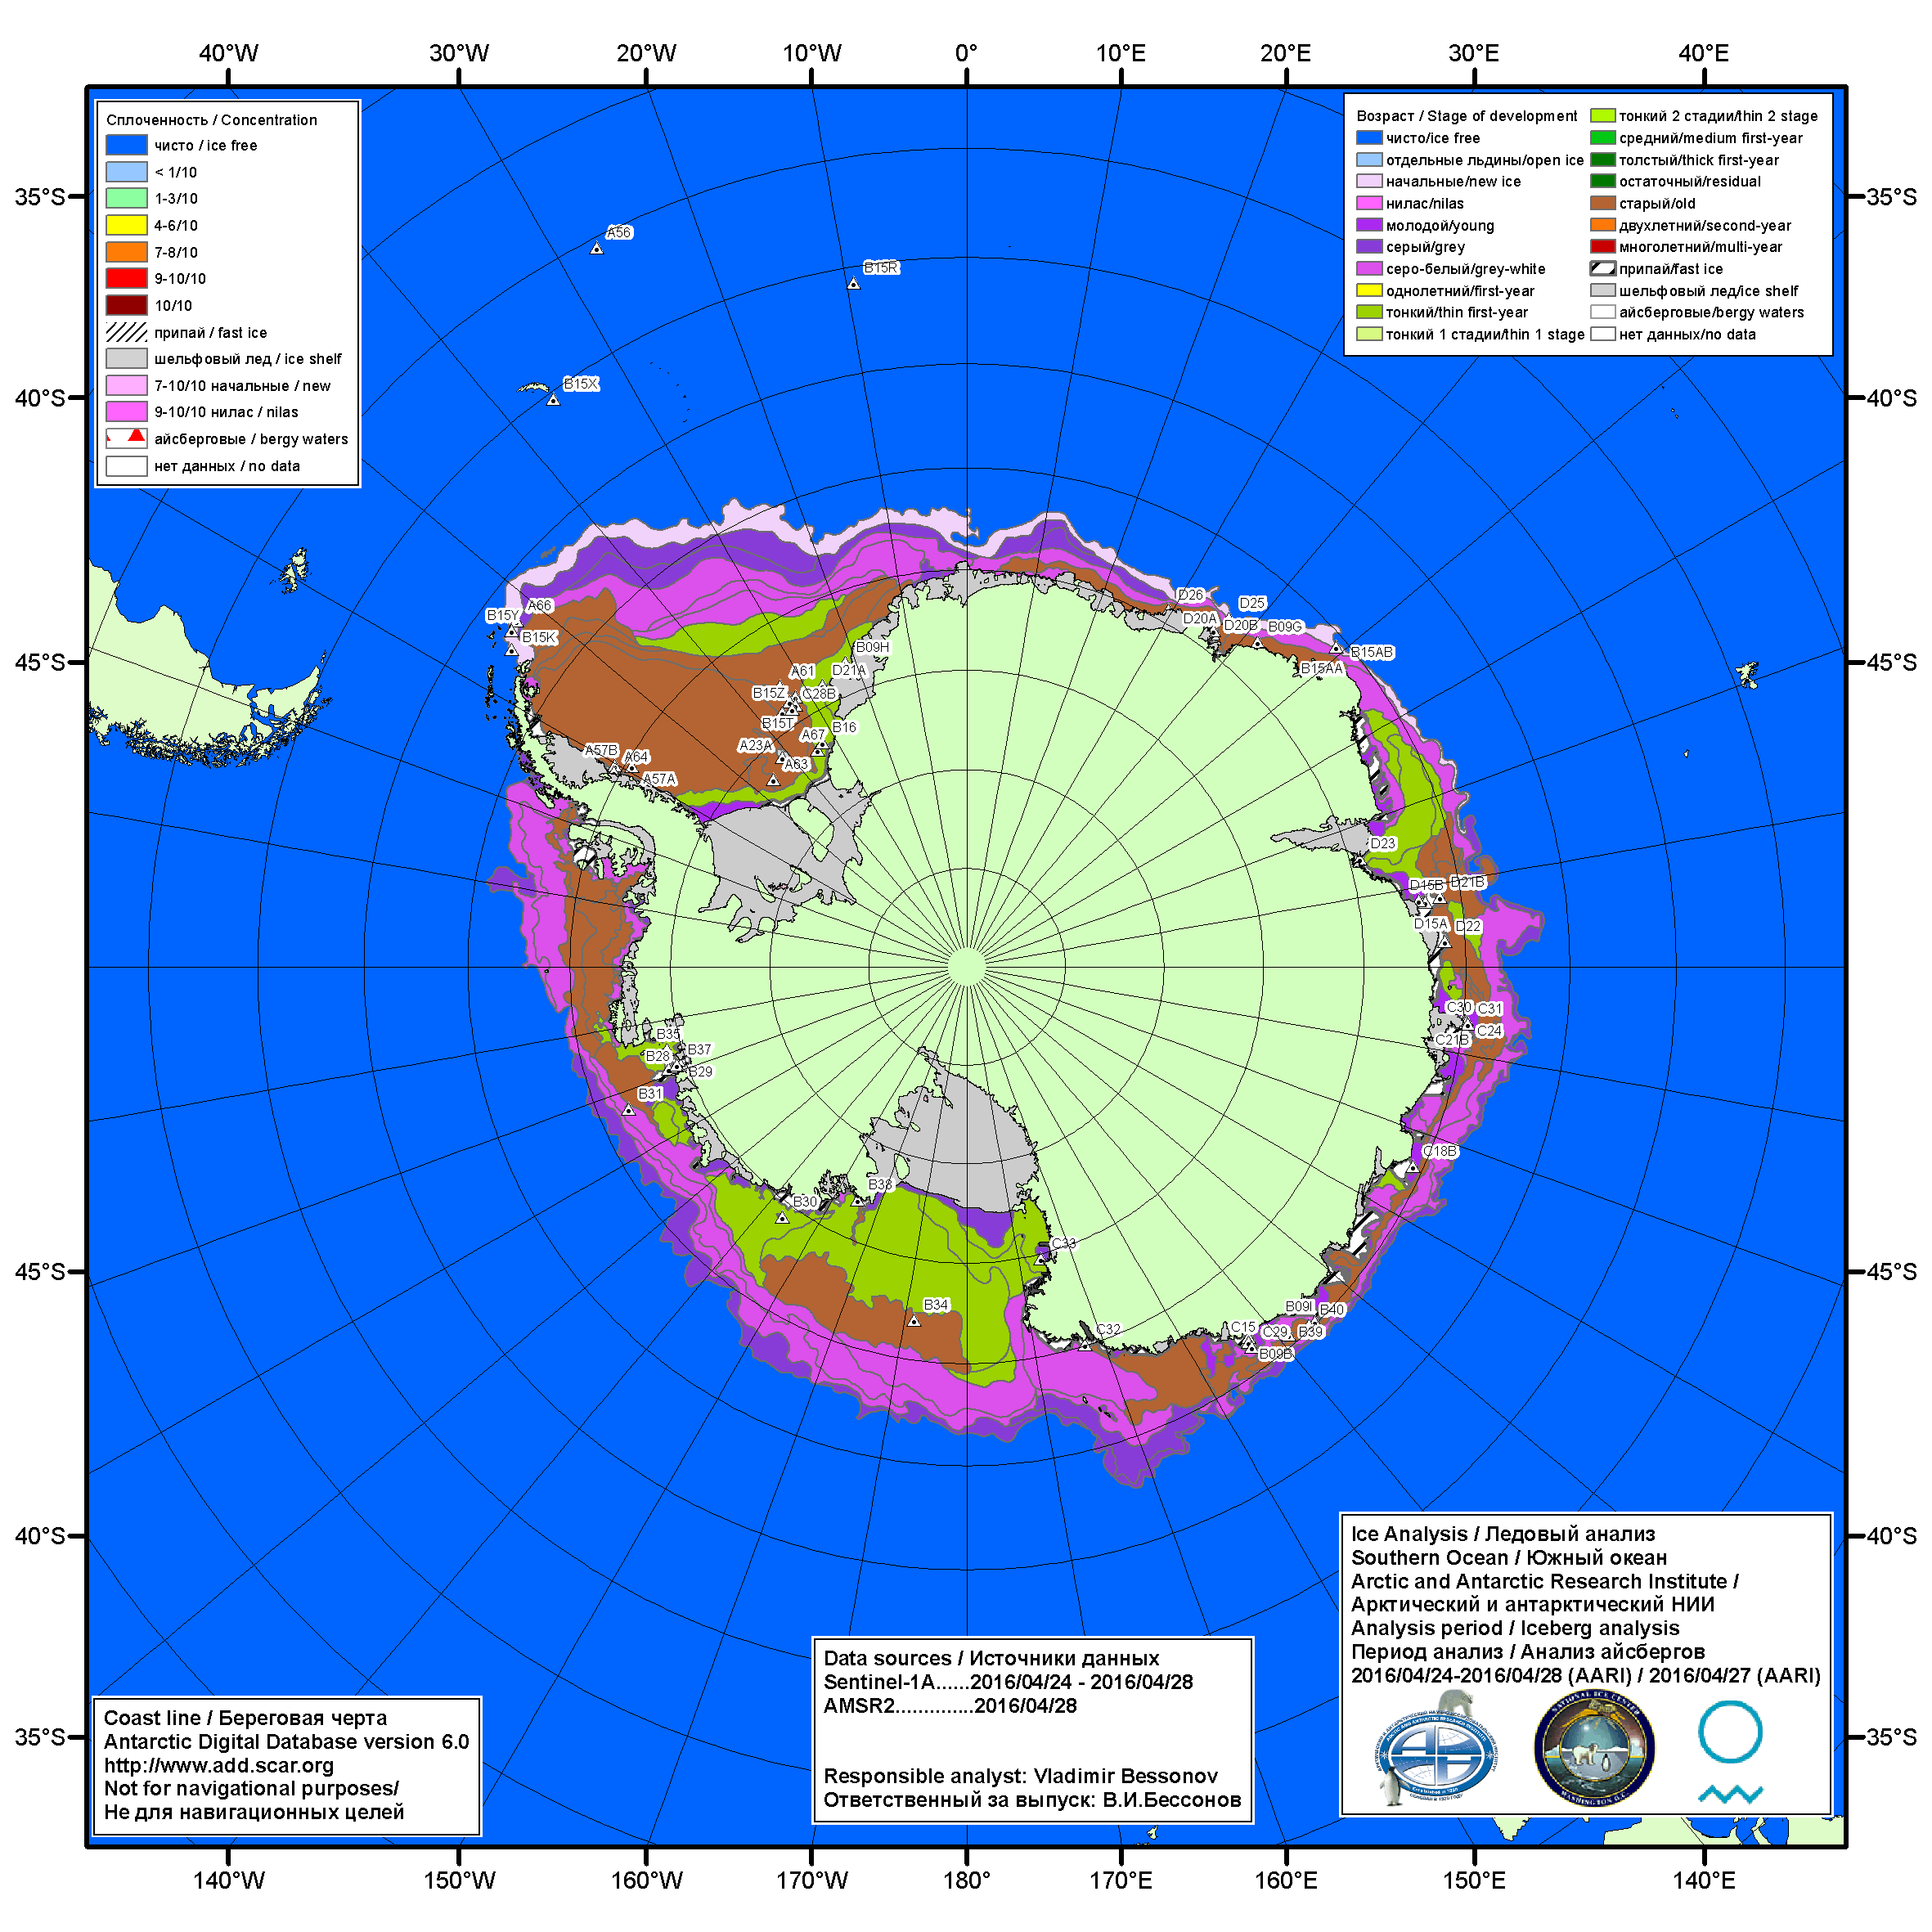 40°W
30°W
20°W
10°W
0°
10°E
20°E
30°E
40°E
Сплоченность / Concentration
чисто / ice free
< 1/10
1-3/10
4-6/10
7-8/10
9-10/10
10/10
припай / fast ice
шельфовый лед / ice shelf
7-10/10 начальные / new
9-10/10 нилас / nilas
айсберговые / bergy waters
нет данных / no data
Возраст / Stage of development
чисто/ice free
отдельные льдины/open ice
начальные/new ice
нилас/nilas
молодой/young
серый/grey
серо-белый/grey-white
однолетний/first-year
тонкий/thin first-year
тонкий 1 стадии/thin 1 stage
тонкий 2 стадии/thin 2 stage
средний/medium first-year
толстый/thick first-year
остаточный/residual
старый/old
двухлетний/second-year
многолетний/multi-year
припай/fast ice
шельфовый лед/ice shelf
айсберговые/bergy waters
нет данных/no data
35°S
35°S
40°S
40°S
45°S
45°S
45°S
45°S
40°S
40°S
35°S
35°S
A56
B15R
B15X
A66
B15Y
B15K
D26
D25
D20A
D20B
B09G
B15AB
B15AA
B09H
A61
D21A
B15Z
C28B
B15T
B16
A67
A23A
A63
A57B
A64
A57A
D23
D15B
D21B
D15A
D22
C30
C31
C24
C21B
B35
B37
B28
B29
B31
C18B
B38
B30
C33
B34
C32
B09I
B40
C15
C29
B39
B09B
Ice Analysis / Ледовый анализ
Southern Ocean / Южный океан
Arctic and Antarctic Research Institute /
Арктический и антарктический НИИ
Analysis period / Iceberg analysis
Период анализ / Анализ айсбергов
2016/04/24-2016/04/28 (AARI) / 2016/04/27 (AARI)
NATIONAL ICE CENTER
WASHINGTON D.C.
Data sources / Источники данных
Sentinel-1A......2016/04/24 - 2016/04/28
AMSR2..............2016/04/28
Responsible analyst: Vladimir Bessonov
Ответственный за выпуск: В.И.Бессонов
Coast line / Береговая черта
Antarctic Digital Database version 6.0
http://www.add.scar.org
Not for navigational purposes/
Не для навигационных целей
140°W
150°W
160°W
170°W
180°
170°E
160°E
150°E
140°E